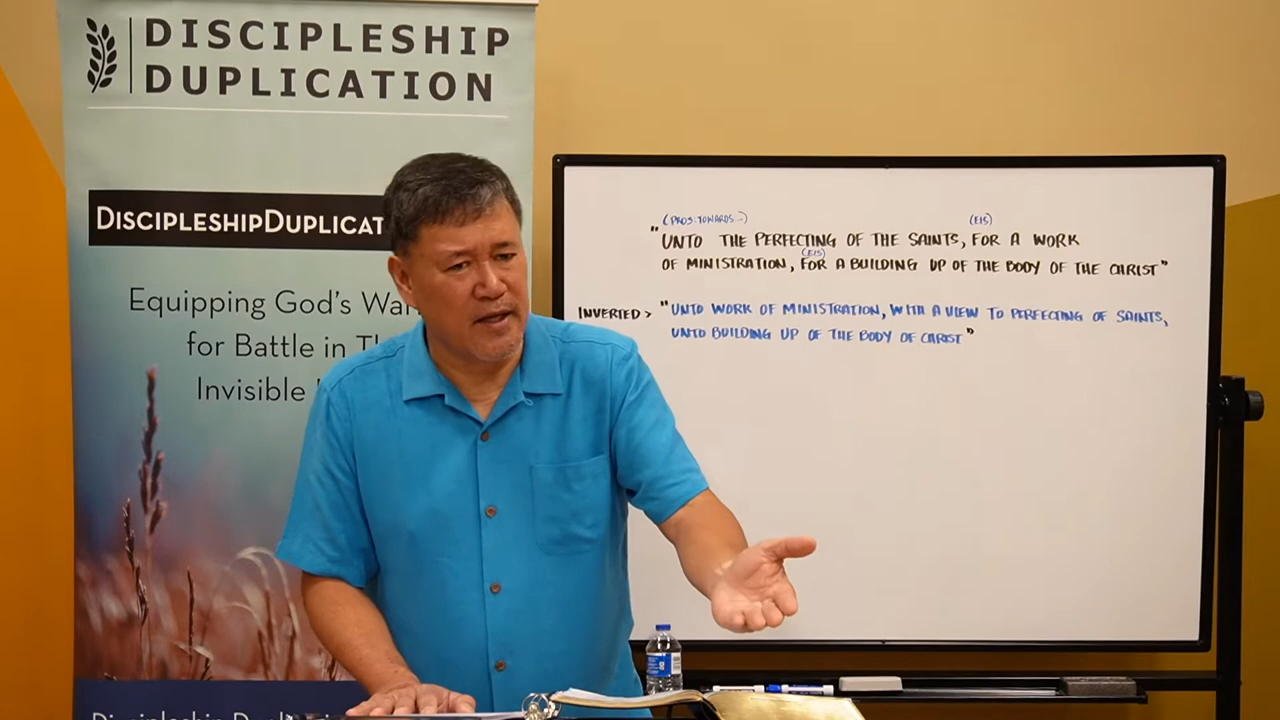 DISCIPLESHIP
DUPLICATION
DISCIPLESHIPDUPLICAT
Equipping God's
for Battle in
Invisible
(PROS: TOWARDS...) (EIS)
"UNTO THE PERFECTING OF THE SAINTS, FOR A WORK
(EIS)
OF MINISTRATION, FOR A BUILDING UP OF THE BODY OF THE CHRIST"
INVERTED > "UNTO WORK OF MINISTRATION, WITH A VIEW TO PERFECTING OF SAINTS,
UNTO BUILDING UP OF THE BODY OF CHRIST"